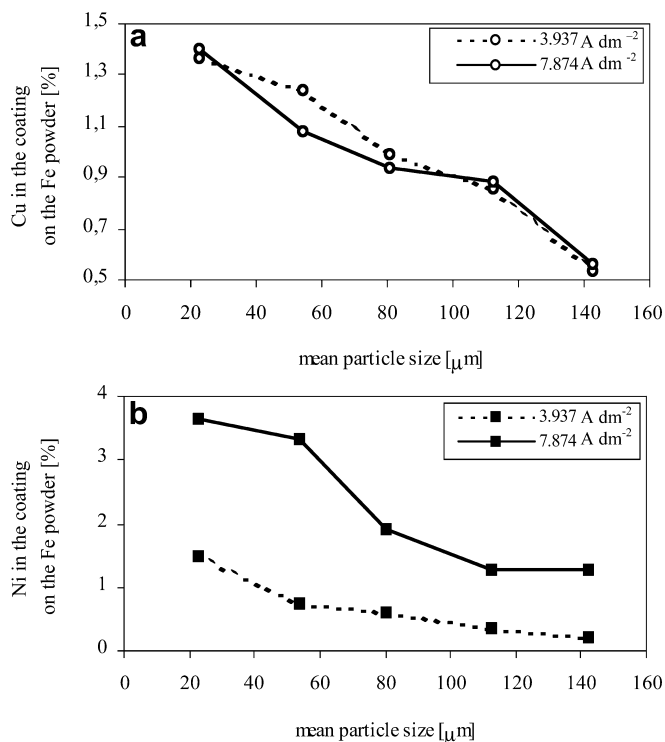 a
1,5
1,3
1,1
0,9
0,7
0,5
Cu in the coating
on the Fe powder [%]
3.937 A dm⁻²
7.874 A dm⁻²
0 20 40 60 80 100 120 140 160
mean particle size [μm]
b
4
3
2
1
0
Ni in the coating
on the Fe powder [%]
3.937 A dm⁻²
7.874 A dm⁻²
0 20 40 60 80 100 120 140 160
mean particle size [μm]